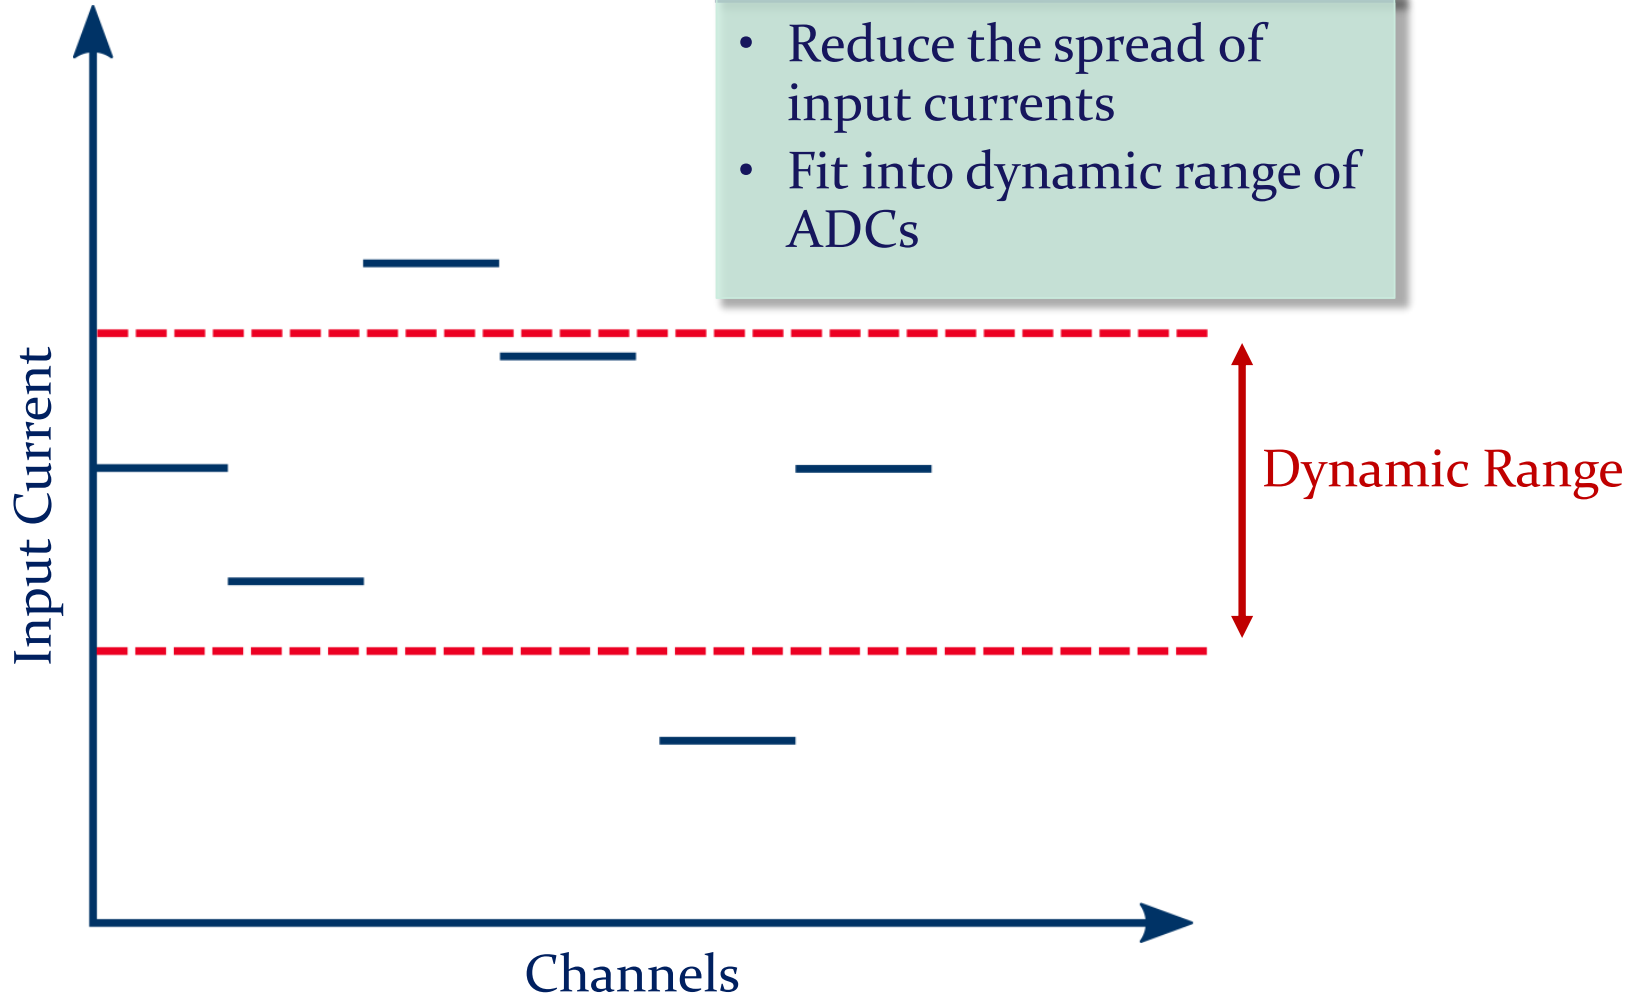 • Reduce the spread of
input currents
• Fit into dynamic range of
ADCs
Input Current
Dynamic Range
Channels